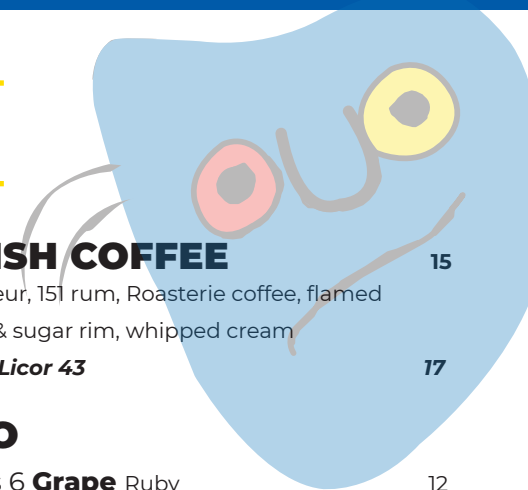 ISH COFFEE 15
eur, 151 rum, Roasterie coffee, flamed
& sugar rim, whipped cream
Licor 43 17
O
s 6 Grape Ruby 12